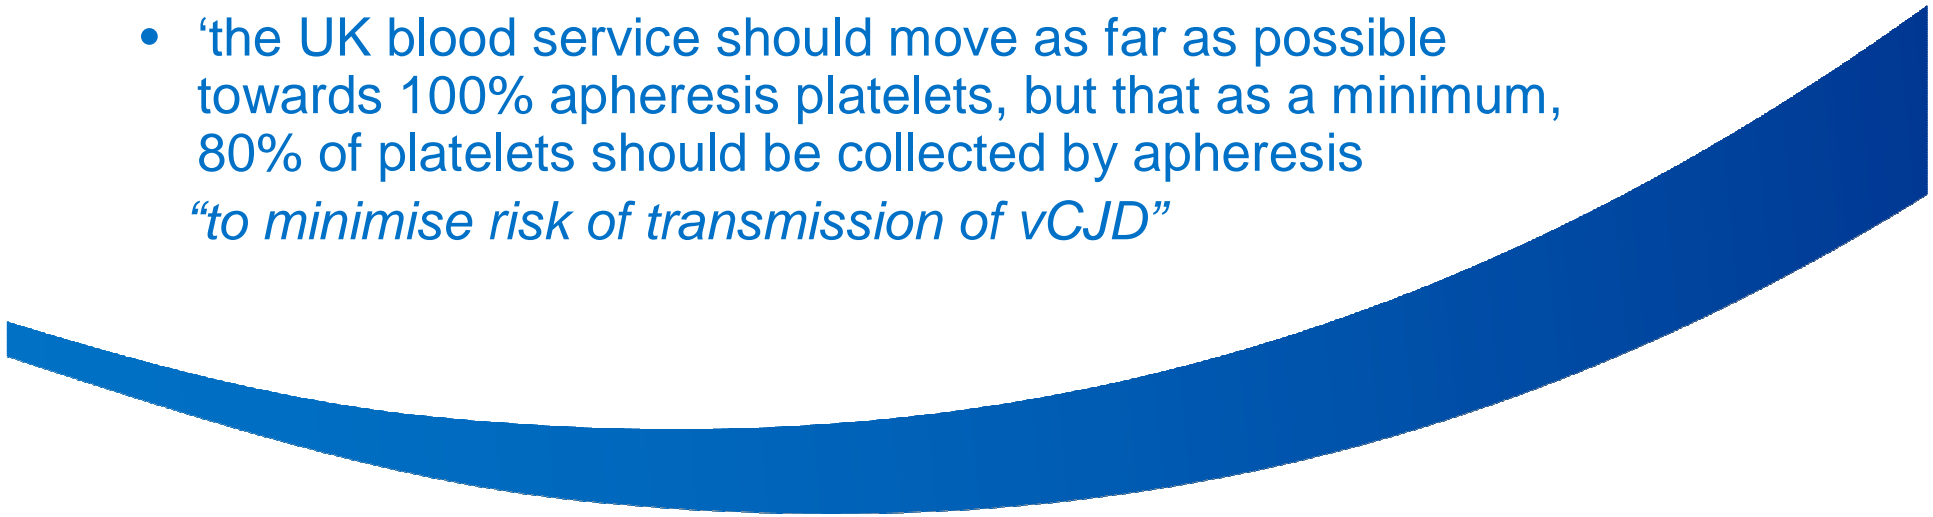 • ‘the UK blood service should move as far as possible
towards 100% apheresis platelets, but that as a minimum,
80% of platelets should be collected by apheresis
“to minimise risk of transmission of vCJD”